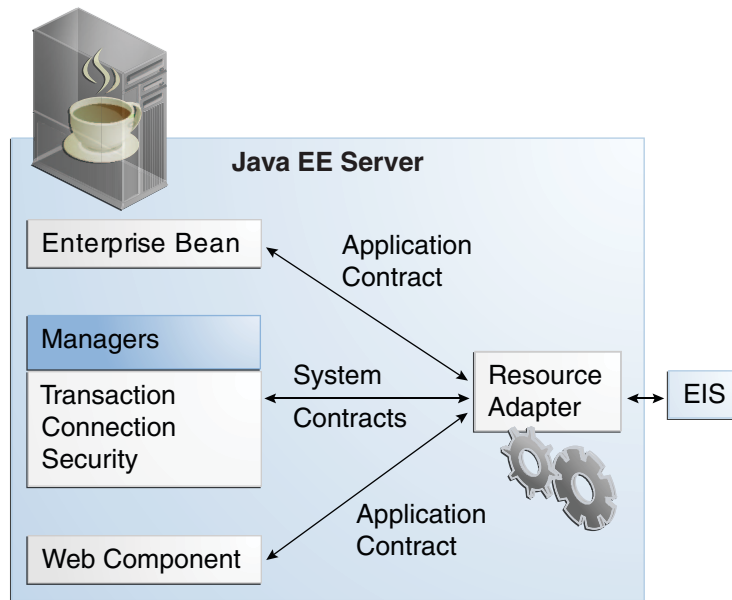 Java EE Server
Enterprise Bean
Application
Contract
Managers
Transaction
Connection
Security
System
Contracts
Resource
Adapter
EIS
Application
Contract
Web Component